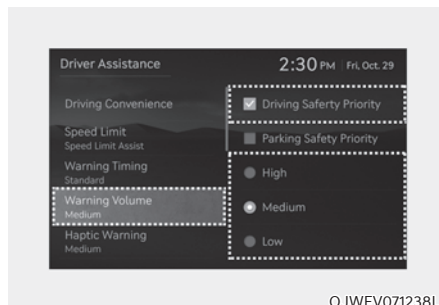 Driver Assistance
2:30 PM Fri, Oct. 29
Driving Convenience
Speed Limit
Speed Limit Assist
Warning Timing
Standard
Warning Volume
Medium
Haptic Warning
Medium
Driving Saferty Priority
Parking Safety Priority
High
Medium
Low
OJWEV071238L